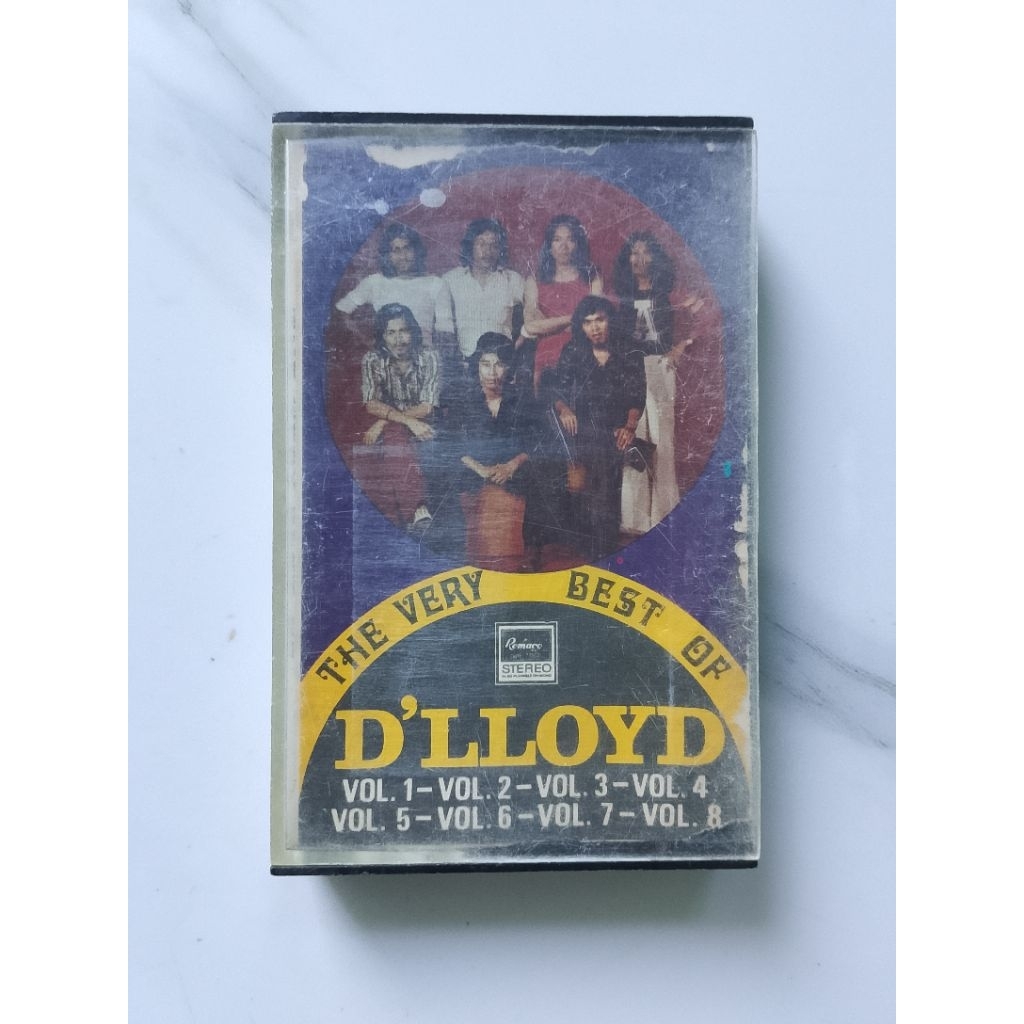 THE VERY BEST OF
Remaco
STEREO
D'LLOYD
VOL. 1 – VOL. 2 – VOL. 3 – VOL. 4
VOL. 5 – VOL. 6 – VOL. 7 – VOL. 8